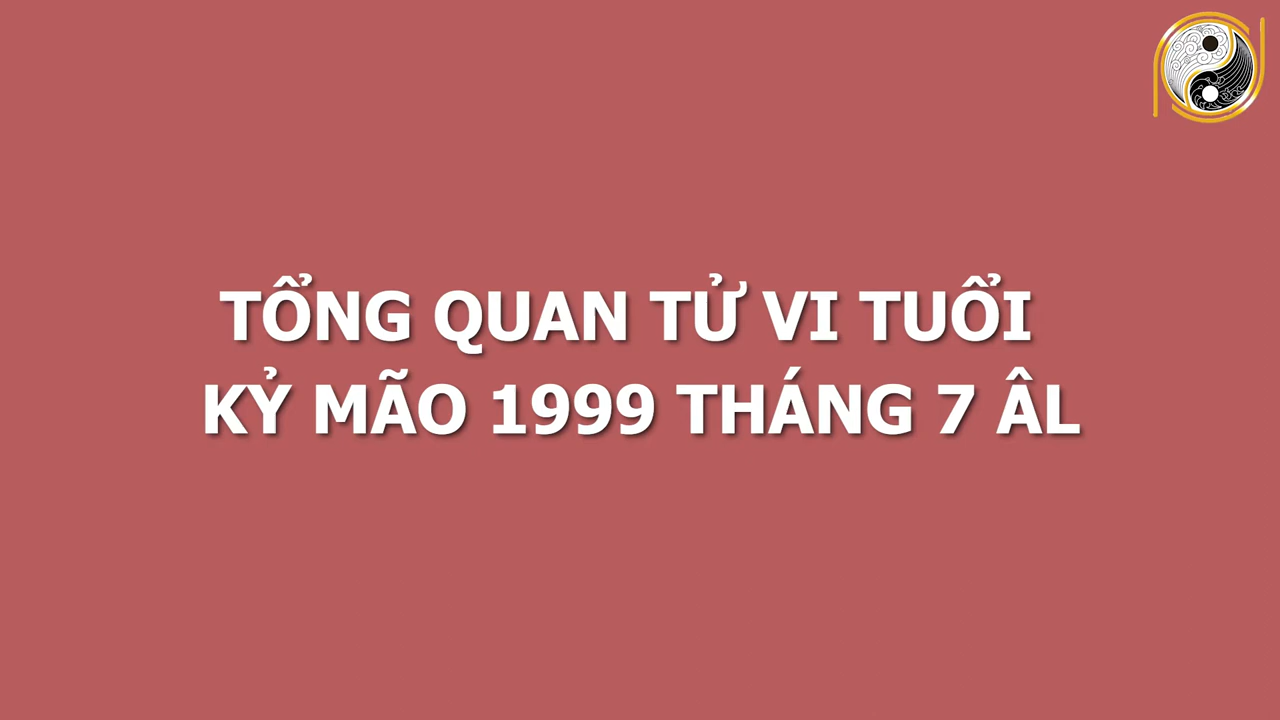 TỔNG QUAN TỬ VI TUỔI
KỶ MÃO 1999 THÁNG 7 ÂL